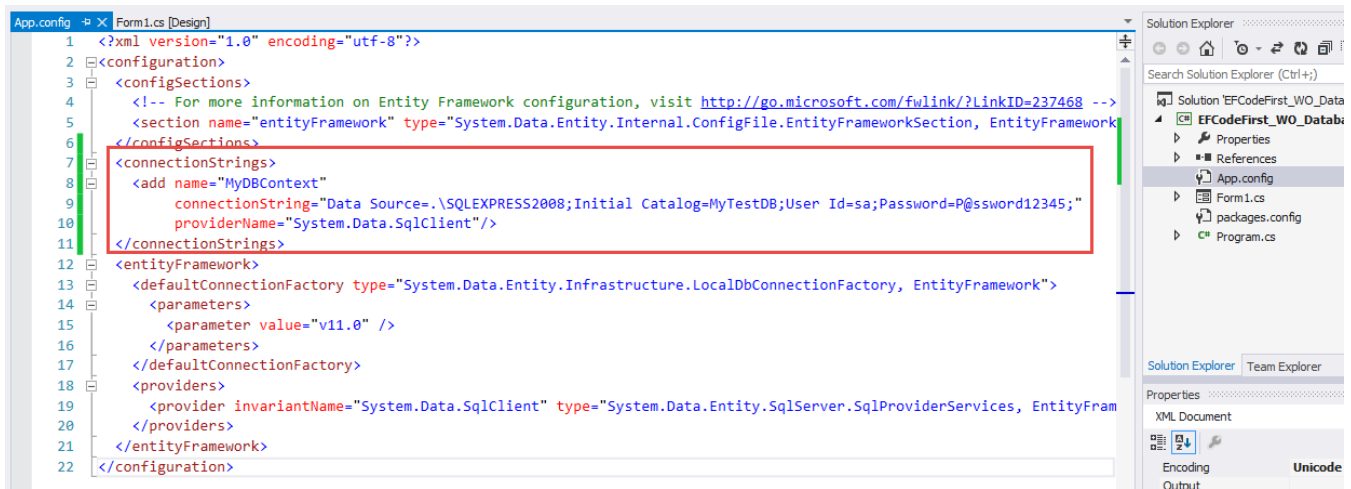 App.config
Form1.cs [Design]
1 <?xml version="1.0" encoding="utf-8"?>
2 <configuration>
3 <configSections>
4 <!-- For more information on Entity Framework configuration, visit http://go.microsoft.com/fwlink/?LinkID=237468 -->
5 <section name="entityFramework" type="System.Data.Entity.Internal.ConfigFile.EntityFrameworkSection, EntityFramework
6 </configSections>
7 <connectionStrings>
8 <add name="MyDBContext"
9 connectionString="Data Source=.\SQLEXPRESS2008;Initial Catalog=MyTestDB;User Id=sa;Password=P@ssword12345;"
10 providerName="System.Data.SqlClient"/>
11 </connectionStrings>
12 <entityFramework>
13 <defaultConnectionFactory type="System.Data.Entity.Infrastructure.LocalDbConnectionFactory, EntityFramework">
14 <parameters>
15 <parameter value="v11.0" />
16 </parameters>
17 </defaultConnectionFactory>
18 <providers>
19 <provider invariantName="System.Data.SqlClient" type="System.Data.Entity.SqlServer.SqlProviderServices, EntityFram
20 </providers>
21 </entityFramework>
22 </configuration>
Solution Explorer
Search Solution Explorer (Ctrl+;)
Solution 'EFCodeFirst_WO_Data
EFCodeFirst_WO_Databa
Properties
References
App.config
Form1.cs
packages.config
C# Program.cs
Solution Explorer Team Explorer
Properties
XML Document
Encoding Unicode
Output